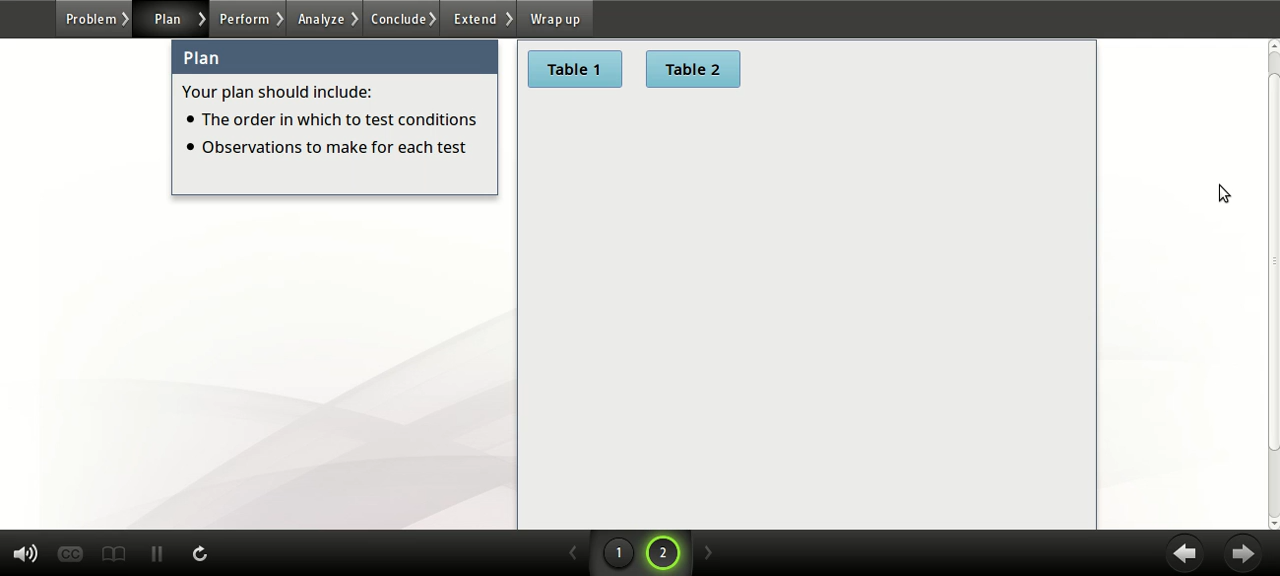 Problem
Plan
Perform
Analyze
Conclude
Extend
Wrap up
Plan
Your plan should include:
• The order in which to test conditions
• Observations to make for each test
Table 1
Table 2
CC
1
2